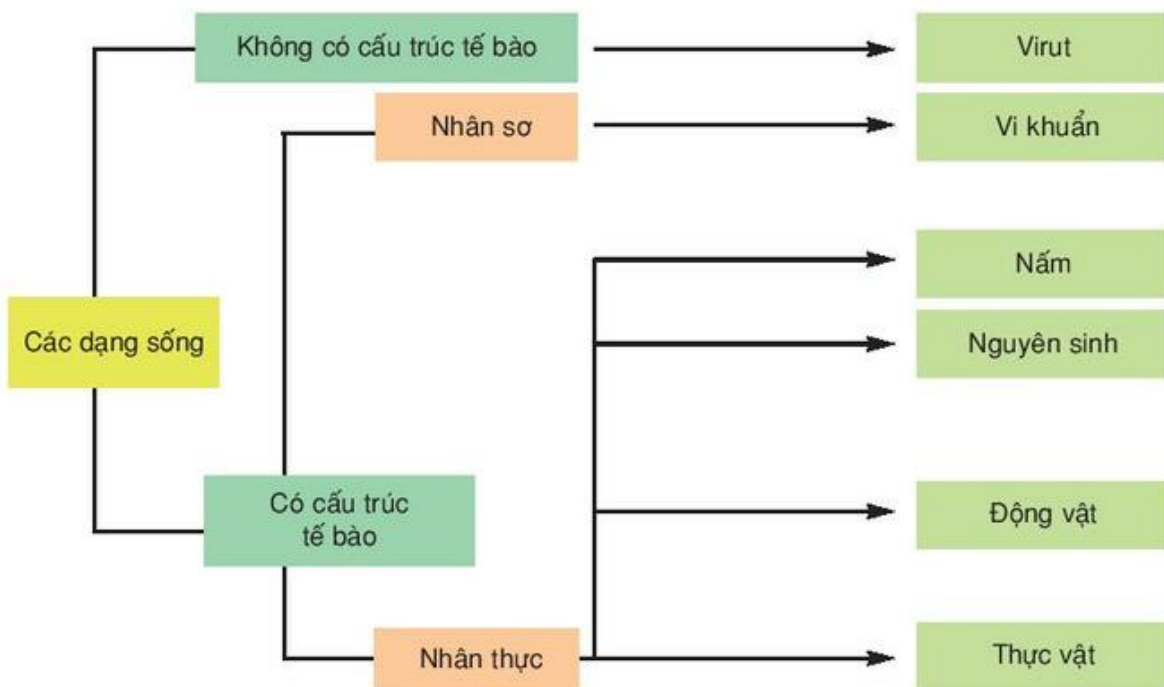 Không có cấu trúc tế bào
Virut
Nhân sơ
Vi khuẩn
Nấm
Các dạng sống
Nguyên sinh
Có cấu trúc
tế bào
Động vật
Nhân thực
Thực vật